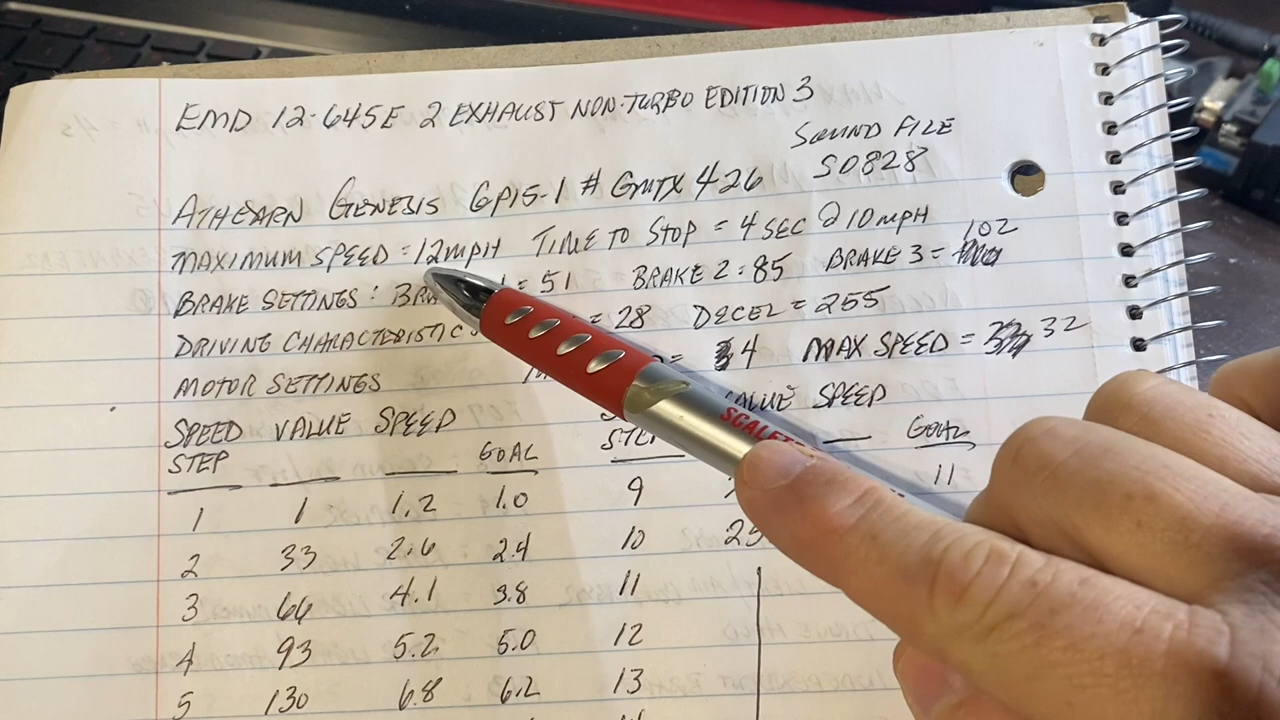 EMD 12-645E 2 EXHAUST NON-TURBO EDITION 3
SOUND FILE
S0828
ATHEARN GENESIS GP15-1 # GMTX 426
MAXIMUM SPEED = 12MPH TIME TO STOP = 4 SEC @ 10MPH
102
BRAKE SETTINGS: = 51 BRAKE 2 = 85 BRAKE 3 =
DRIVING CHARACTERISTICS = 28 DECEL = 255
MOTOR SETTINGS = 4 MAX SPEED = 32
SPEED STEP VALUE SPEED GOAL STEP VALUE SPEED GOAL
1 1 1.2 1.0 9 11
2 33 2.6 2.4 10
3 66 4.1 3.8 11
4 93 5.2 5.0 12
5 130 6.8 6.2 13